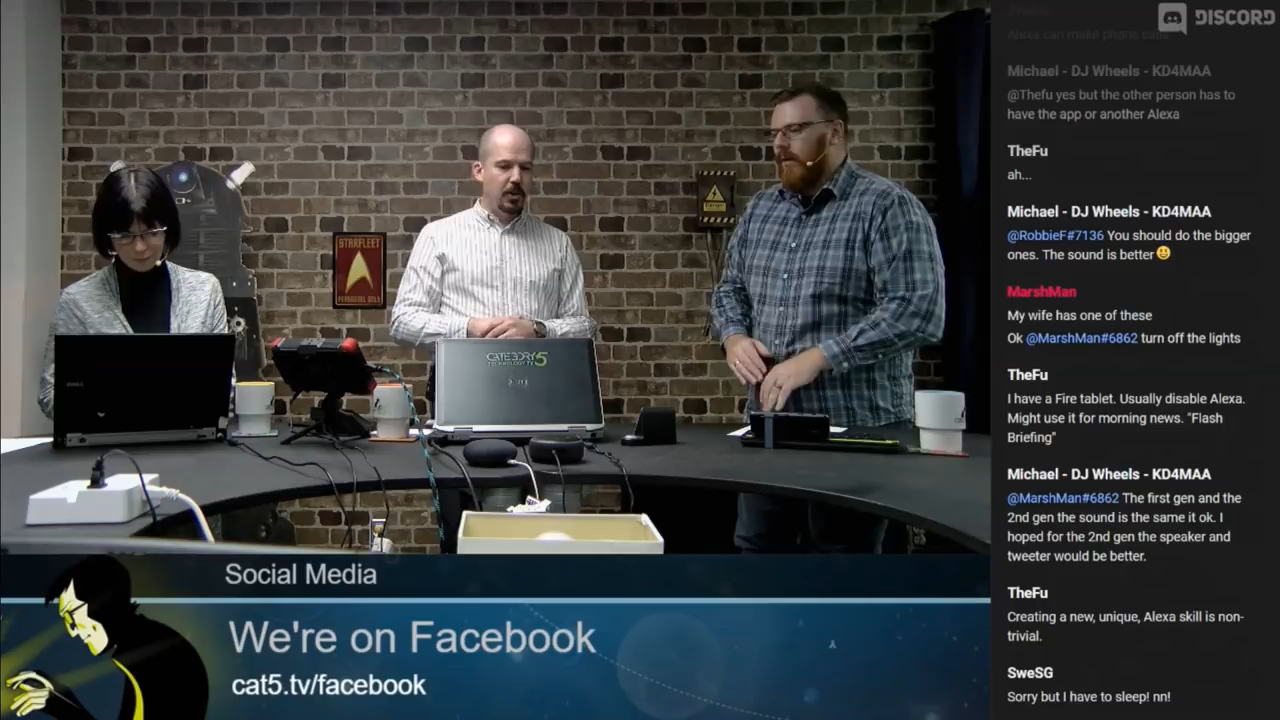 DISCORD
Alexa can make phone calls
Michael - DJ Wheels - KD4MAA
@Thefu yes but the other person has to
have the app or another Alexa
TheFu
ah...
Michael - DJ Wheels - KD4MAA
@RobbieF#7136 You should do the bigger
ones. The sound is better
MarshMan
My wife has one of these
Ok @MarshMan#6862 turn off the lights
TheFu
I have a Fire tablet. Usually disable Alexa.
Might use it for morning news. "Flash
Briefing"
Michael - DJ Wheels - KD4MAA
@MarshMan#6862 The first gen and the
2nd gen the sound is the same it ok. I
hoped for the 2nd gen the speaker and
tweeter would be better.
TheFu
Creating a new, unique, Alexa skill is non-
trivial.
SweSG
Sorry but I have to sleep! nn!
STARFLEET
PERSONNEL ONLY
Danger
DELL
CATEGORY5
TECHNOLOGY TV
Social Media
We're on Facebook
cat5.tv/facebook